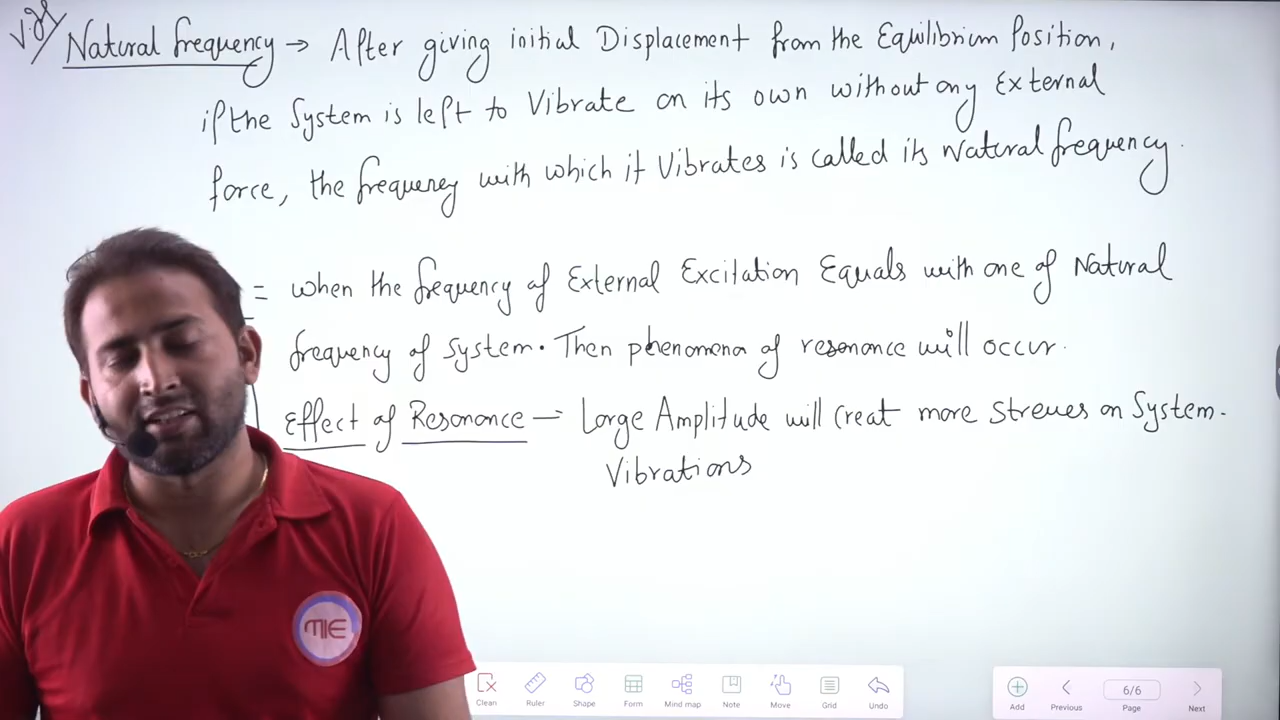 V.I
Natural frequency → After giving initial Displacement from the Equilibrium Position,
if the System is left to Vibrate on its own without any External
force, the frequency with which it Vibrates is called its Natural frequency.
= when the frequency of External Excitation Equals with one of Natural
frequency of System. Then phenomena of resonance will occur.
Effect of Resonance — Large Amplitude will creat more Stresses on System.
Vibrations
MIE
Clean Ruler Shape Form Mind map Note Move Grid Undo
Add Previous 6/6 Page Next